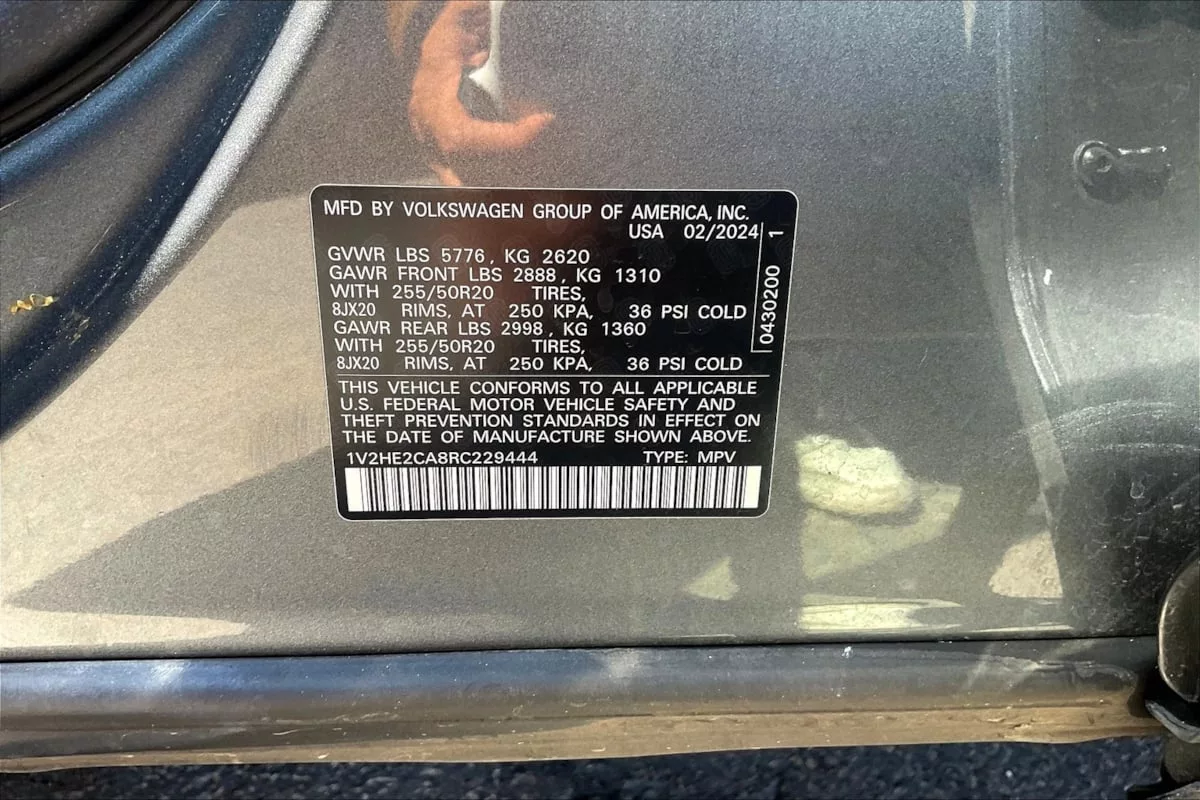 MFD BY VOLKSWAGEN GROUP OF AMERICA, INC.
USA 02/2024
GVWR LBS 5776, KG 2620
GAWR FRONT LBS 2888, KG 1310
WITH 255/50R20 TIRES,
8JX20 RIMS, AT 250 KPA, 36 PSI COLD
GAWR REAR LBS 2998, KG 1360
WITH 255/50R20 TIRES,
8JX20 RIMS, AT 250 KPA, 36 PSI COLD
0430200 1
THIS VEHICLE CONFORMS TO ALL APPLICABLE
U.S. FEDERAL MOTOR VEHICLE SAFETY AND
THEFT PREVENTION STANDARDS IN EFFECT ON
THE DATE OF MANUFACTURE SHOWN ABOVE.
1V2HE2CA8RC229444 TYPE: MPV